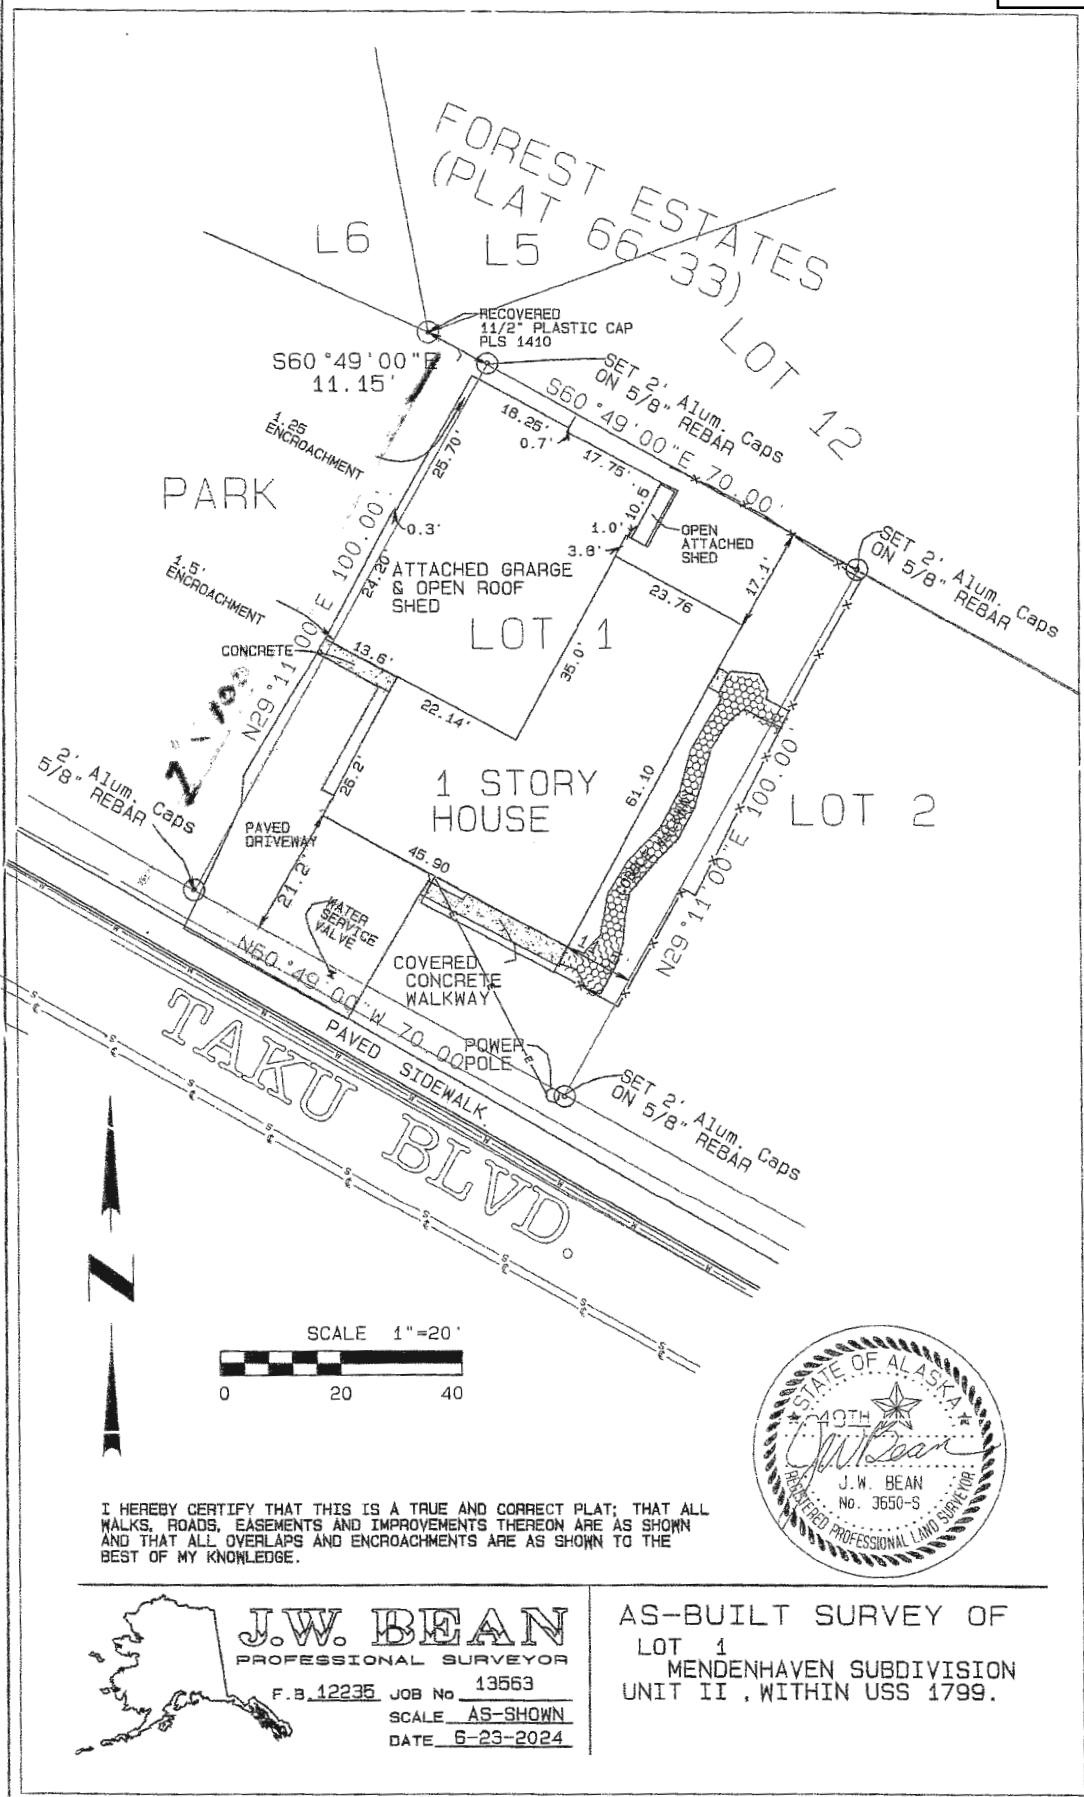 FOREST ESTATES
(PLAT 66-33)
L6
L5
LOT 12
RECOVERED
11/2" PLASTIC CAP
PLS 1410
S60°49'00"E
11.15'
SET 2' Alum. Caps
ON 5/8" REBAR
S60°49'00"E 70.00'
1.25
ENCROACHMENT
18.25'
0.7'
17.75'
25.70'
PARK
10.5
1.0'
3.8'
OPEN
ATTACHED
SHED
0.3'
SET 2' Alum. Caps
ON 5/8" REBAR
17.1'
1.5'
ENCROACHMENT
24.20'
ATTACHED GRARGE
& OPEN ROOF
SHED
23.76
LOT 1
CONCRETE
13.6'
35.0'
N29°11'00"E 100.00'
22.14'
2' Alum. Caps
5/8" REBAR
25.2'
1 STORY
HOUSE
61.10
LOT 2
PAVED
DRIVEWAY
45.90
N29°11'00"E 100.00'
21.2'
WATER
SERVICE
VALVE
COVERED
CONCRETE
WALKWAY
N60°49'00"W 70.00
POWER
POLE
PAVED SIDEWALK
SET 2' Alum. Caps
ON 5/8" REBAR
TAKU BLVD.
N
SCALE 1"=20'
0 20 40
STATE OF ALASKA
49TH
JW Bean
J.W. BEAN
No. 3650-S
REGISTERED PROFESSIONAL LAND SURVEYOR
I HEREBY CERTIFY THAT THIS IS A TRUE AND CORRECT PLAT; THAT ALL
WALKS, ROADS, EASEMENTS AND IMPROVEMENTS THEREON ARE AS SHOWN
AND THAT ALL OVERLAPS AND ENCROACHMENTS ARE AS SHOWN TO THE
BEST OF MY KNOWLEDGE.
J.W. BEAN
PROFESSIONAL SURVEYOR
F.B. 12235 JOB No 13563
SCALE AS-SHOWN
DATE 6-23-2024
AS-BUILT SURVEY OF
LOT 1
MENDENHAVEN SUBDIVISION
UNIT II , WITHIN USS 1799.